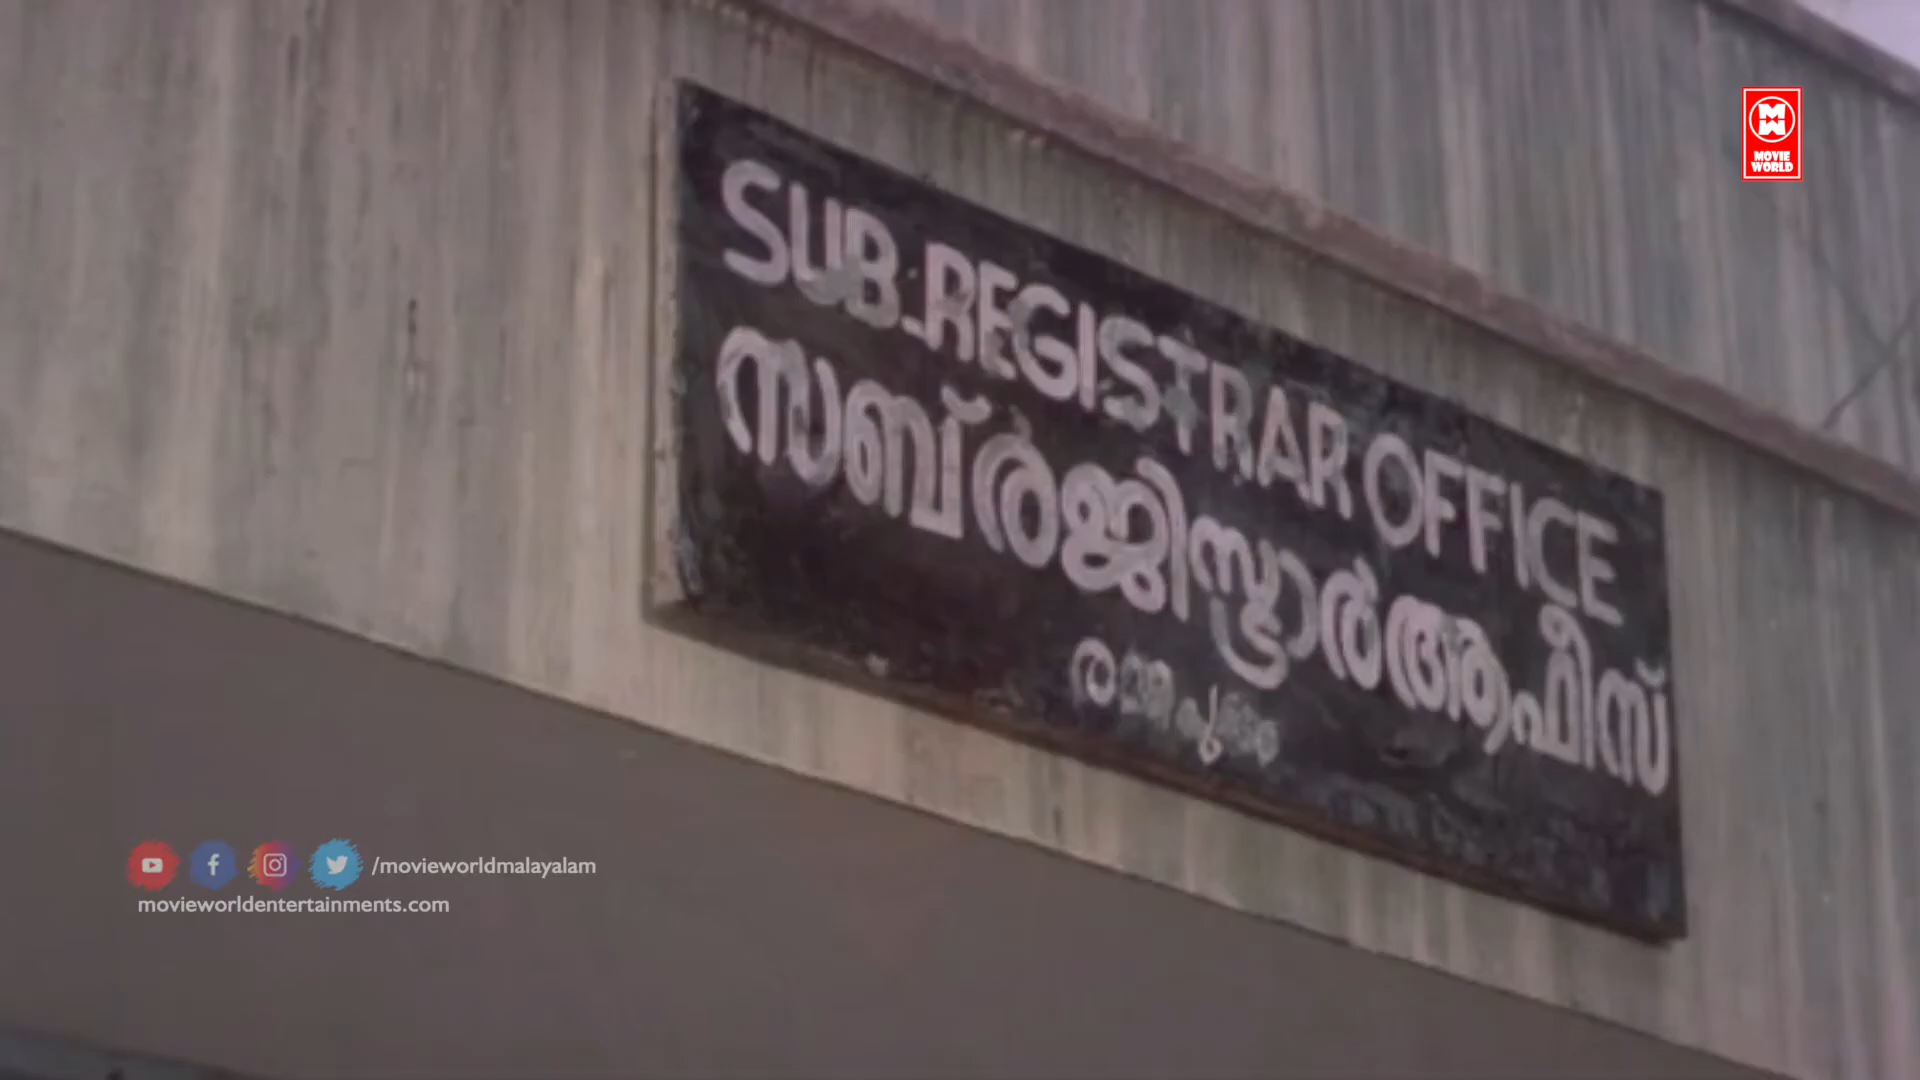 MOVIE
WORLD
SUB-REGISTRAR OFFICE
സബ് രജിസ്ട്രാർ ആഫീസ്
/movieworldmalayalam
movieworldentertainments.com